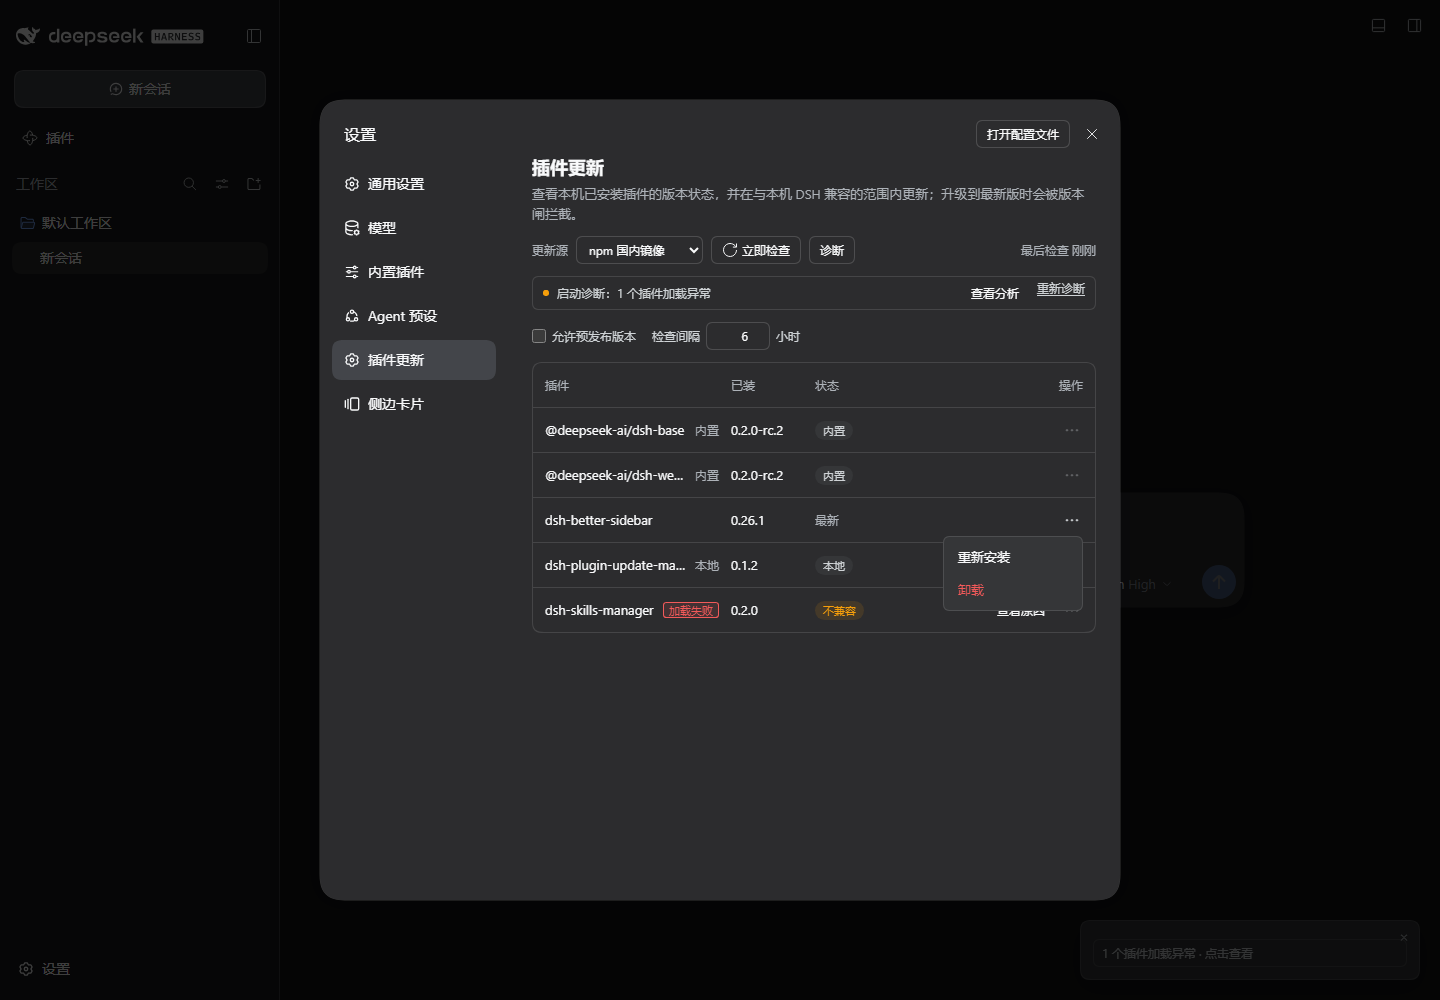 deepseek HARNESS
新会话
插件
工作区
默认工作区
新会话
设置
设置
打开配置文件
通用设置
模型
内置插件
Agent 预设
插件更新
侧边卡片
插件更新
查看本机已安装插件的版本状态，并在与本机 DSH 兼容的范围内更新；升级到最新版时会被版本
闸拦截。
更新源 npm 国内镜像 立即检查 诊断 最后检查 刚刚
启动诊断：1 个插件加载异常 查看分析 重新诊断
允许预发布版本 检查间隔 6 小时
插件 已装 状态 操作
@deepseek-ai/dsh-base 内置 0.2.0-rc.2 内置
@deepseek-ai/dsh-we... 内置 0.2.0-rc.2 内置
dsh-better-sidebar 0.26.1 最新
dsh-plugin-update-ma... 本地 0.1.2 本地
dsh-skills-manager 加载失败 0.2.0 不兼容 查看原因
重新安装
卸载
High
1 个插件加载异常 · 点击查看